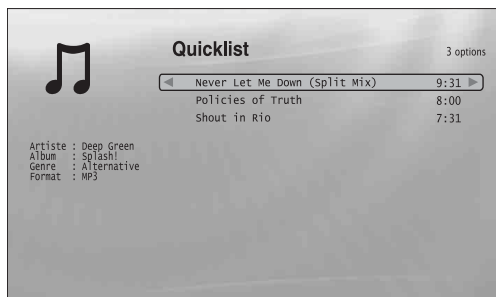 Quicklist
3 options
Never Let Me Down (Split Mix) 9:31
Policies of Truth 8:00
Shout in Rio 7:31
Artiste : Deep Green
Album : Splash!
Genre : Alternative
Format : MP3